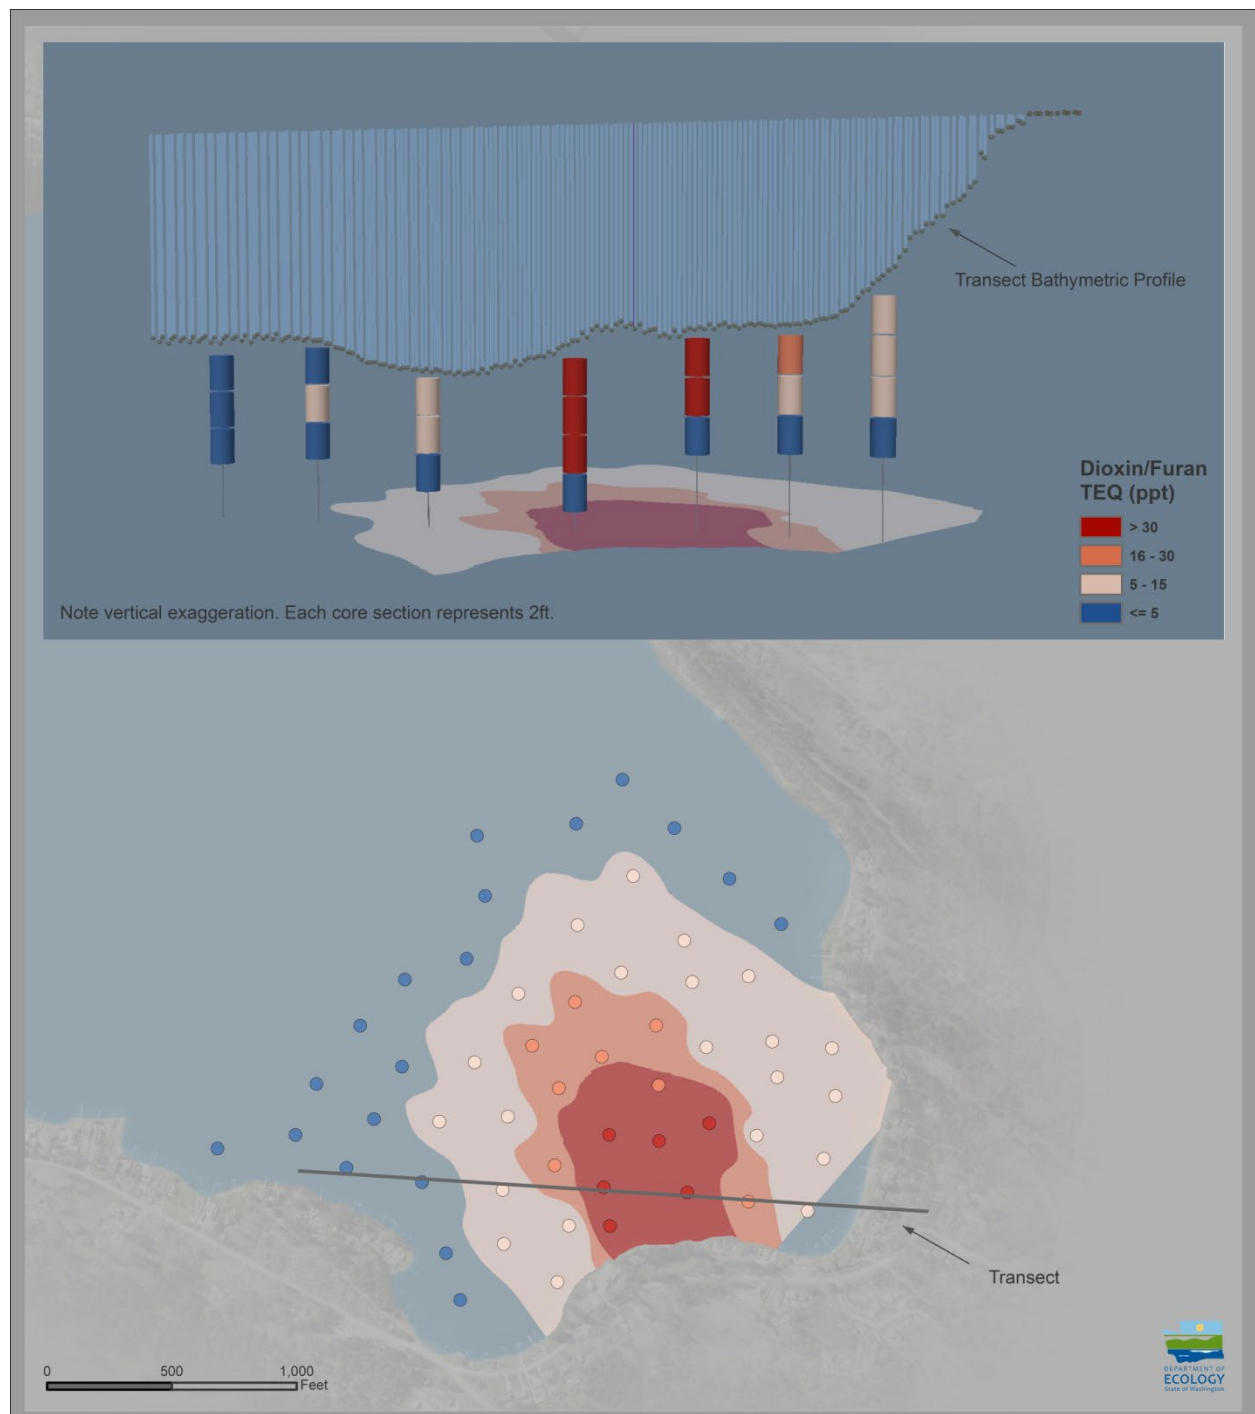 Transect Bathymetric Profile
Dioxin/Furan
TEQ (ppt)
> 30
16 - 30
5 - 15
<= 5
Note vertical exaggeration. Each core section represents 2ft.
Transect
0 500 1,000
Feet
DEPARTMENT OF
ECOLOGY
State of Washington